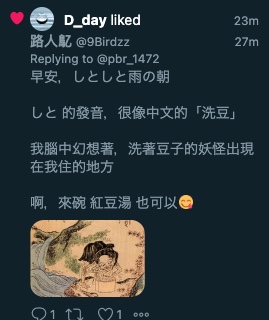 D_day liked
23m
路人鳦 @9Birdzz
27m
Replying to @pbr_1472
早安，しとしと雨の朝
しと 的發音，很像中文的「洗豆」
我腦中幻想著，洗著豆子的妖怪出現
在我住的地方
啊，來碗 紅豆湯 也可以😋
1
1